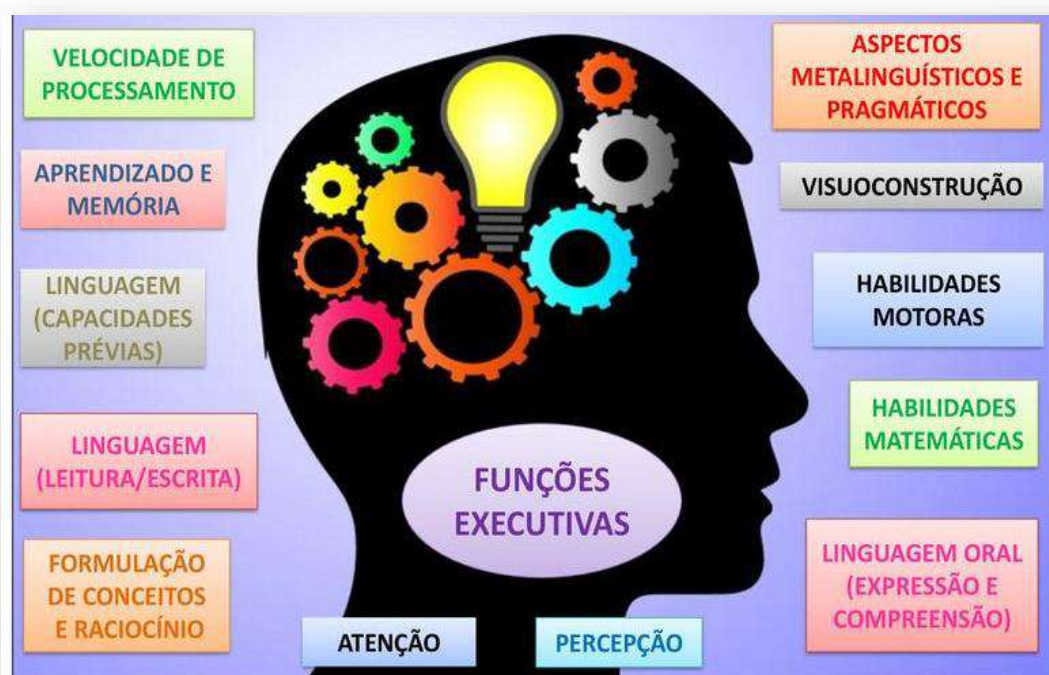 VELOCIDADE DE
PROCESSAMENTO
APRENDIZADO E
MEMÓRIA
LINGUAGEM
(CAPACIDADES
PRÉVIAS)
LINGUAGEM
(LEITURA/ESCRITA)
FORMULAÇÃO
DE CONCEITOS
E RACIOCÍNIO
FUNÇÕES
EXECUTIVAS
ATENÇÃO
PERCEPÇÃO
ASPECTOS
METALINGUÍSTICOS E
PRAGMÁTICOS
VISUOCONSTRUÇÃO
HABILIDADES
MOTORAS
HABILIDADES
MATEMÁTICAS
LINGUAGEM ORAL
(EXPRESSÃO E
COMPREENSÃO)